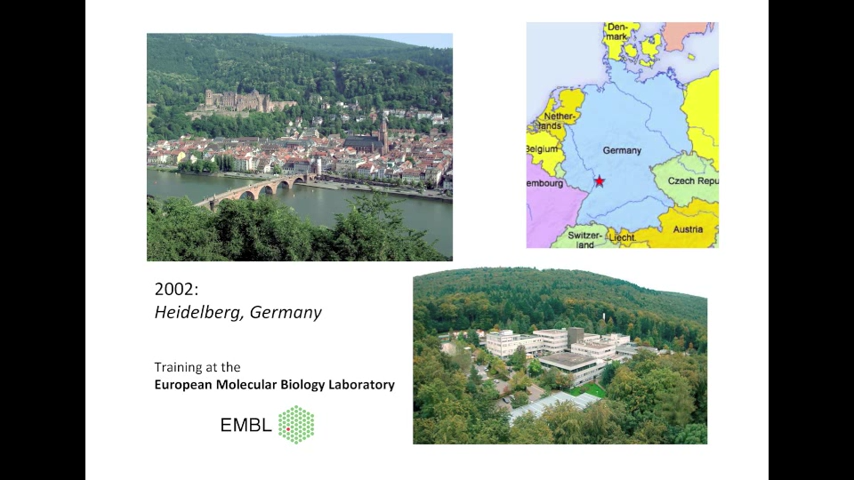 Den-
mark
Nether-
lands
Belgium
Germany
embourg
Czech Repu
Switzer-
land
Liecht.
Austria
2002:
Heidelberg, Germany
Training at the
European Molecular Biology Laboratory
EMBL